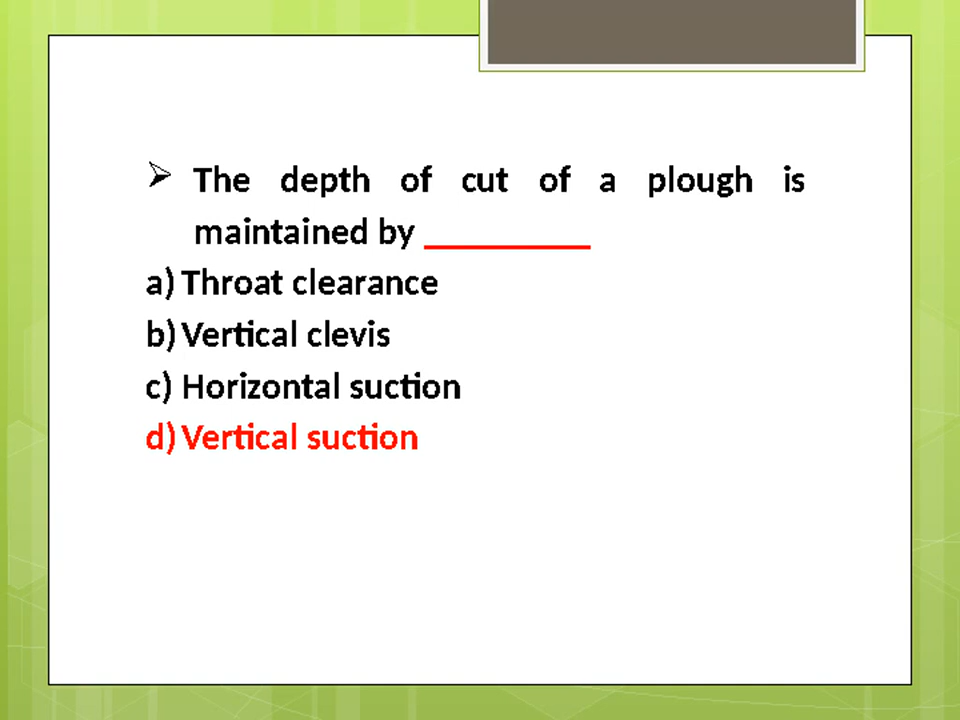 ➢ The depth of cut of a plough is
maintained by __________
a) Throat clearance
b) Vertical clevis
c) Horizontal suction
d) Vertical suction